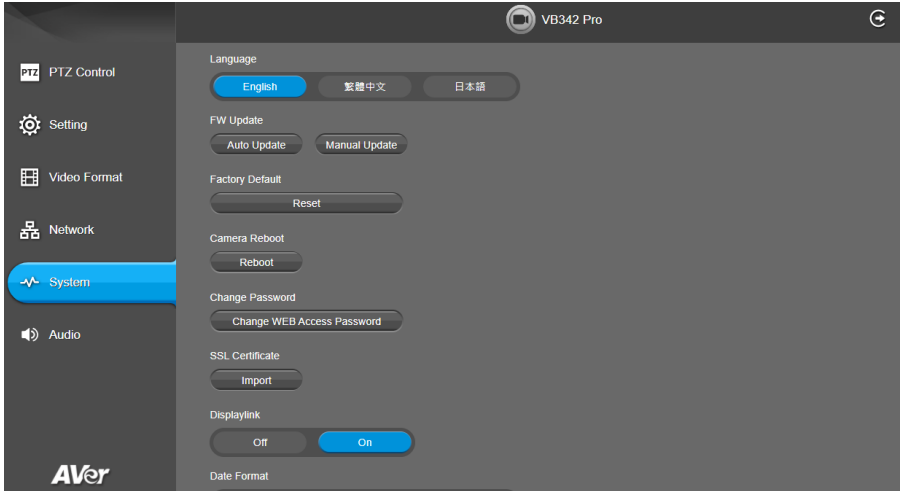 VB342 Pro
PTZ PTZ Control
Setting
Video Format
Network
System
Audio
AVer
Language
English 繁體中文 日本語
FW Update
Auto Update Manual Update
Factory Default
Reset
Camera Reboot
Reboot
Change Password
Change WEB Access Password
SSL Certificate
Import
Displaylink
Off On
Date Format